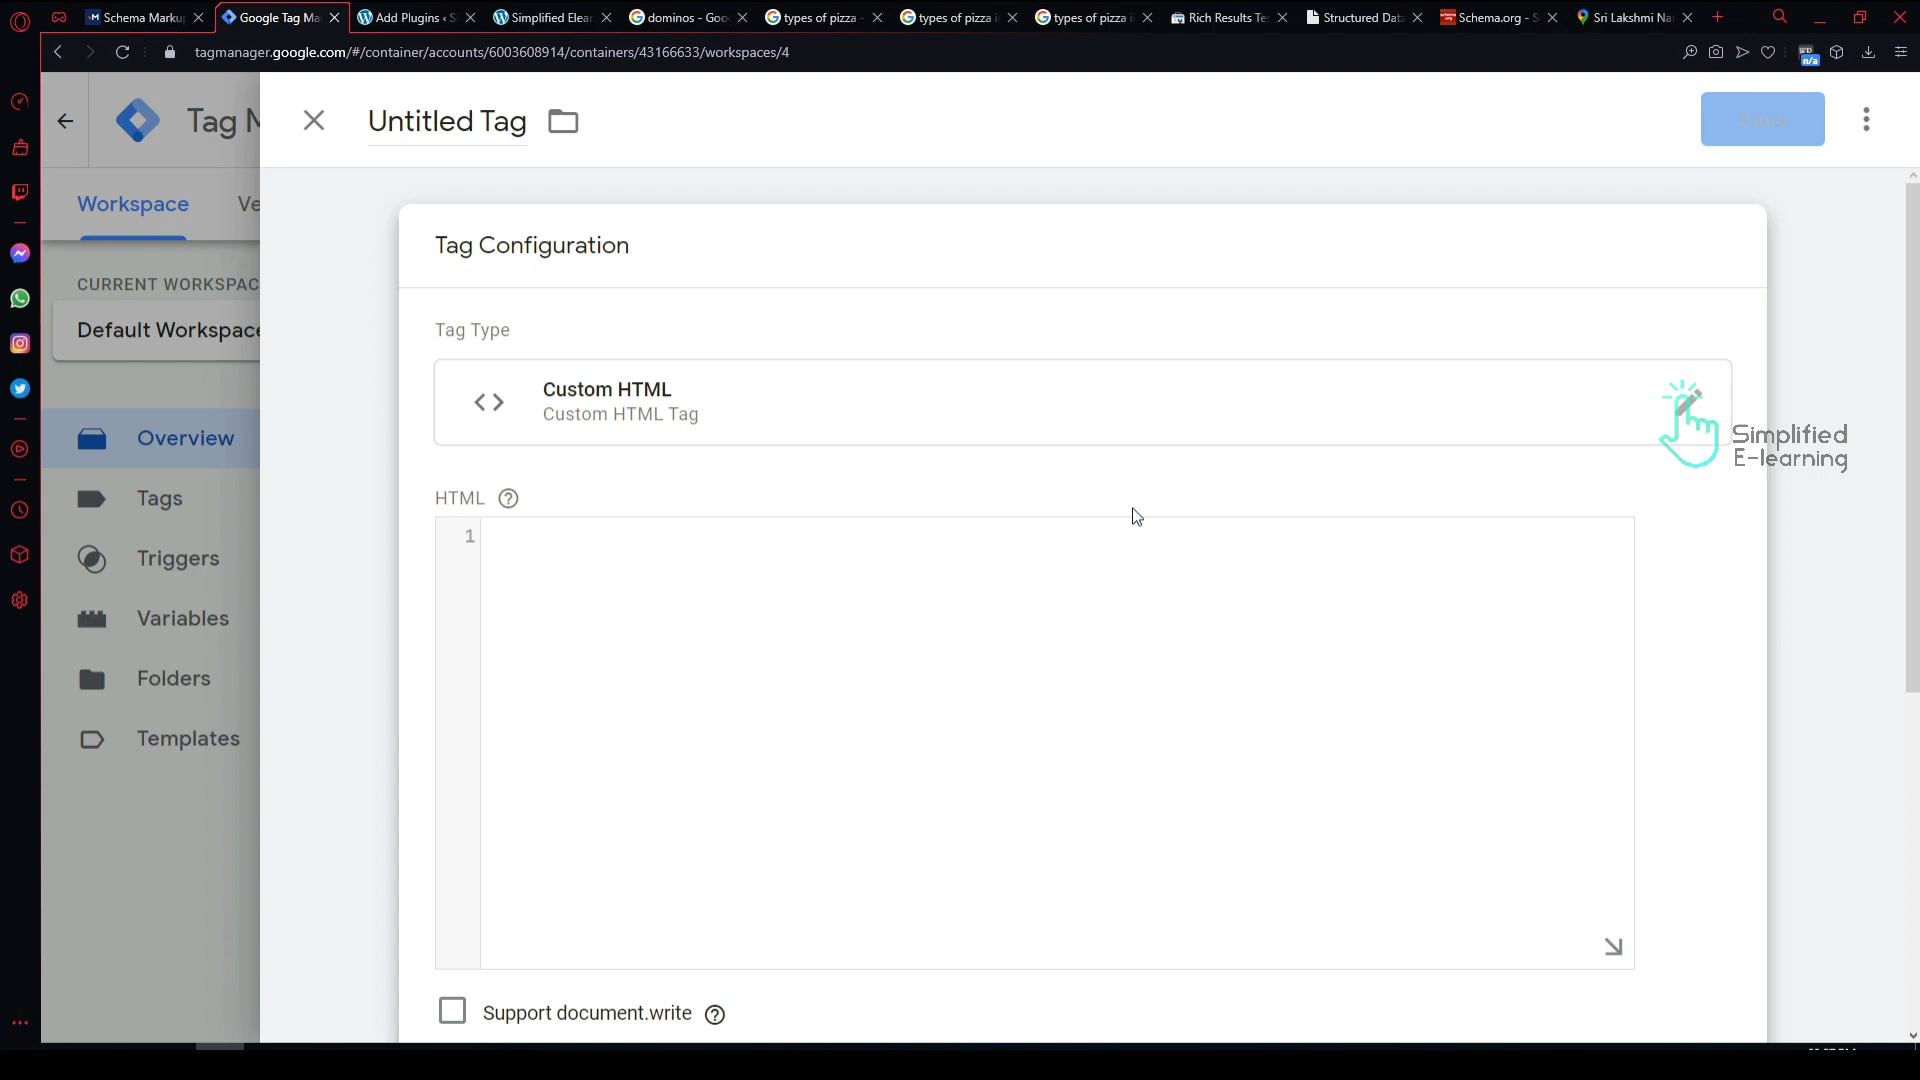 Schema Marku
Google Tag Ma
Add Plugins ‹ S
Simplified Elear
dominos - Goo
types of pizza -
types of pizza i
types of pizza i
Rich Results Te
Structured Data
Schema.org - S
Sri Lakshmi Na
tagmanager.google.com/#/container/accounts/6003608914/containers/43166633/workspaces/4
n/a
Tag M
Untitled Tag
Save
Workspace
Ve
Tag Configuration
CURRENT WORKSPAC
Default Workspace
Tag Type
Custom HTML
Custom HTML Tag
Simplified
E-learning
Overview
Tags
Triggers
Variables
Folders
Templates
HTML
1
Support document.write